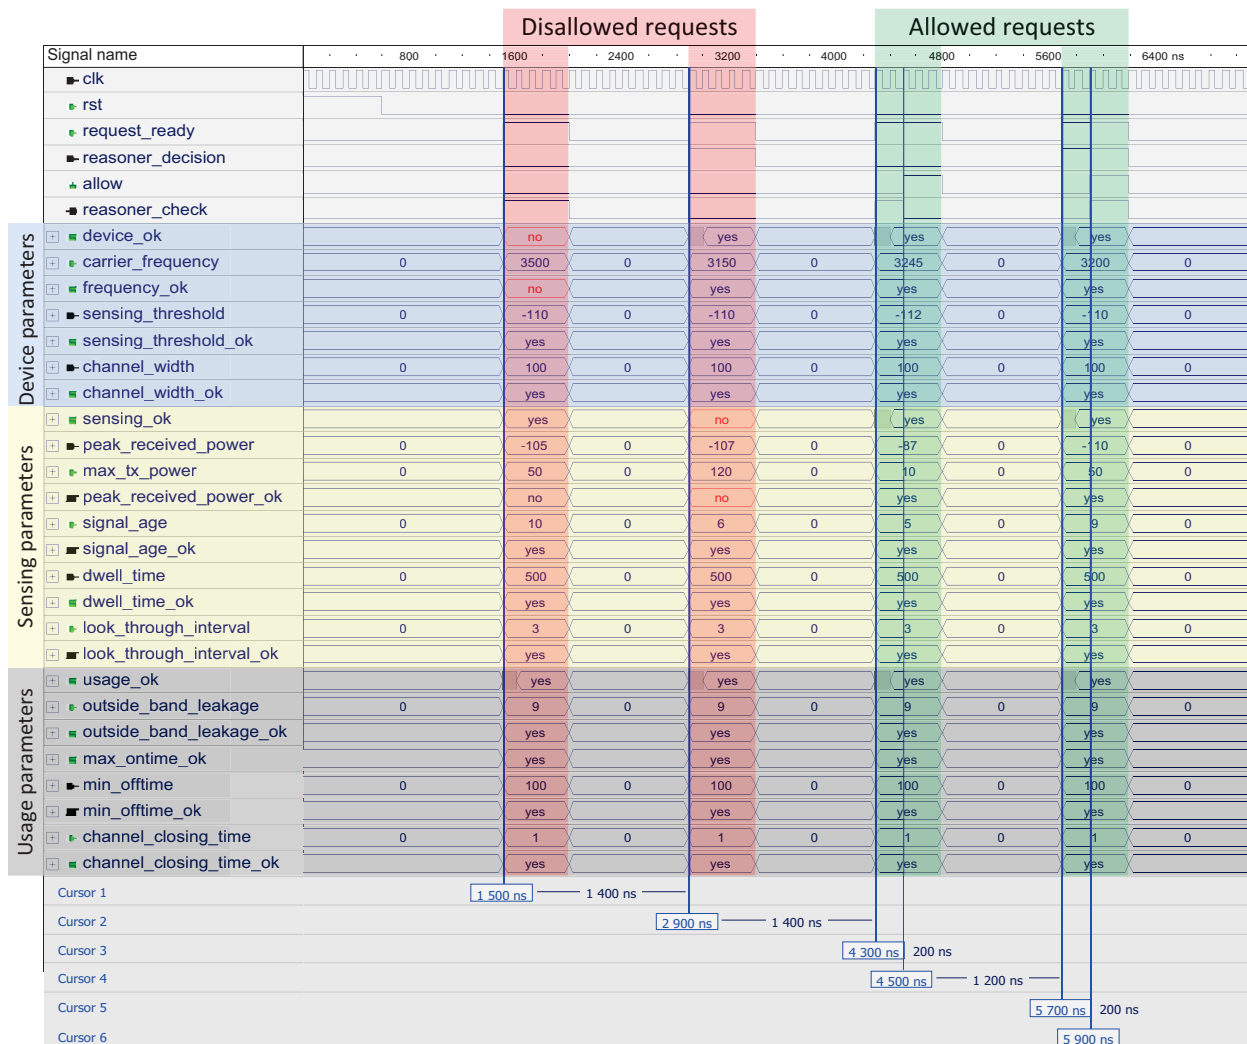 Disallowed requests Allowed requests
Signal name 800 1600 2400 3200 4000 4800 5600 6400 ns
clk
rst
request_ready
reasoner_decision
allow
reasoner_check
Device parameters
device_ok no yes yes yes
carrier_frequency 0 3500 0 3150 0 3245 0 3200 0
frequency_ok no yes yes yes
sensing_threshold 0 -110 0 -110 0 -112 0 -110 0
sensing_threshold_ok yes yes yes yes
channel_width 0 100 0 100 0 100 0 100 0
channel_width_ok yes yes yes yes
Sensing parameters
sensing_ok yes no yes yes
peak_received_power 0 -105 0 -107 0 -87 0 -110 0
max_tx_power 0 50 0 120 0 10 0 50 0
peak_received_power_ok no no yes yes
signal_age 0 10 0 6 0 5 0 9 0
signal_age_ok yes yes yes yes
dwell_time 0 500 0 500 0 500 0 500 0
dwell_time_ok yes yes yes yes
look_through_interval 0 3 0 3 0 3 0 3 0
look_through_interval_ok yes yes yes yes
Usage parameters
usage_ok yes yes yes yes
outside_band_leakage 0 9 0 9 0 9 0 9 0
outside_band_leakage_ok yes yes yes yes
max_ontime_ok yes yes yes yes
min_offtime 0 100 0 100 0 100 0 100 0
min_offtime_ok yes yes yes yes
channel_closing_time 0 1 0 1 0 1 0 1 0
channel_closing_time_ok yes yes yes yes
Cursor 1 1 500 ns 1 400 ns
Cursor 2 2 900 ns 1 400 ns
Cursor 3 4 300 ns 200 ns
Cursor 4 4 500 ns 1 200 ns
Cursor 5 5 700 ns 200 ns
Cursor 6 5 900 ns